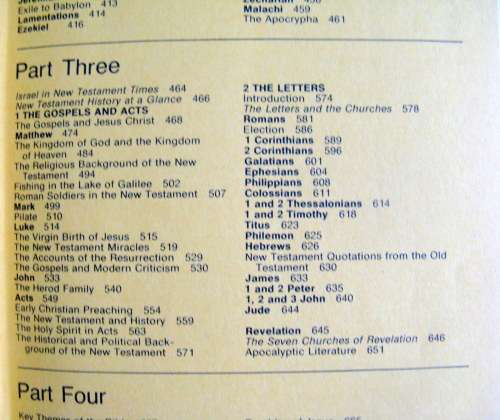 Exile to Babylon 413
Lamentations 414
Ezekiel 416
Malachi 459
The Apocrypha 461
Part Three
Israel in New Testament Times 464
New Testament History at a Glance 466
1 THE GOSPELS AND ACTS
The Gospels and Jesus Christ 468
Matthew 474
The Kingdom of God and the Kingdom
of Heaven 484
The Religious Background of the New
Testament 494
Fishing in the Lake of Galilee 502
Roman Soldiers in the New Testament 507
Mark 499
Pilate 510
Luke 514
The Virgin Birth of Jesus 515
The New Testament Miracles 519
The Accounts of the Resurrection 529
The Gospels and Modern Criticism 530
John 533
The Herod Family 540
Acts 549
Early Christian Preaching 554
The New Testament and History 559
The Holy Spirit in Acts 563
The Historical and Political Back-
ground of the New Testament 571
2 THE LETTERS
Introduction 574
The Letters and the Churches 578
Romans 581
Election 586
1 Corinthians 589
2 Corinthians 596
Galatians 601
Ephesians 604
Philippians 608
Colossians 611
1 and 2 Thessalonians 614
1 and 2 Timothy 618
Titus 623
Philemon 625
Hebrews 626
New Testament Quotations from the Old
Testament 630
James 633
1 and 2 Peter 635
1, 2 and 3 John 640
Jude 644
Revelation 645
The Seven Churches of Revelation 646
Apocalyptic Literature 651
Part Four